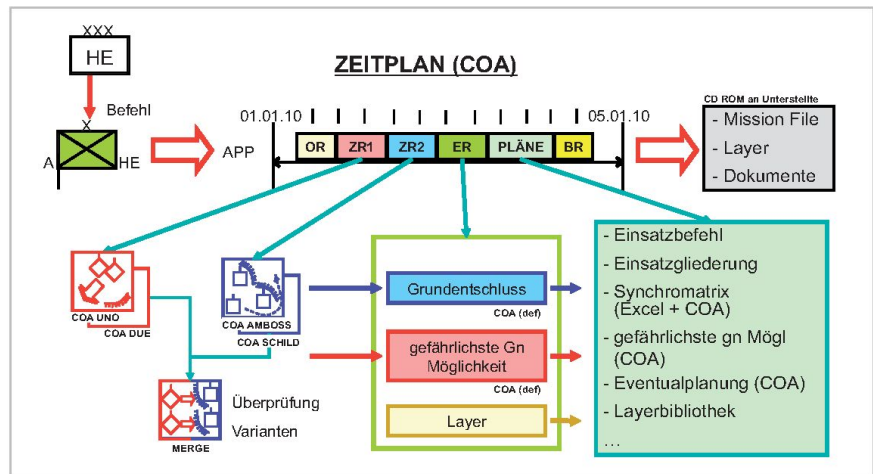 XXX
HE
Befehl
X
A
HE
ZEITPLAN (COA)
01.01.10
05.01.10
APP
OR
ZR1
ZR2
ER
PLÄNE
BR
CD ROM an Unterstellte
- Mission File
- Layer
- Dokumente
COA UNO
COA DUE
COA AMBOSS
COA SCHILD
MERGE
Überprüfung
Varianten
Grundentschluss
COA (def)
gefährlichste Gn
Möglichkeit
COA (def)
Layer
- Einsatzbefehl
- Einsatzgliederung
- Synchromatrix
(Excel + COA)
- gefährlichste gn Mögl
(COA)
- Eventualplanung (COA)
- Layerbibliothek
...